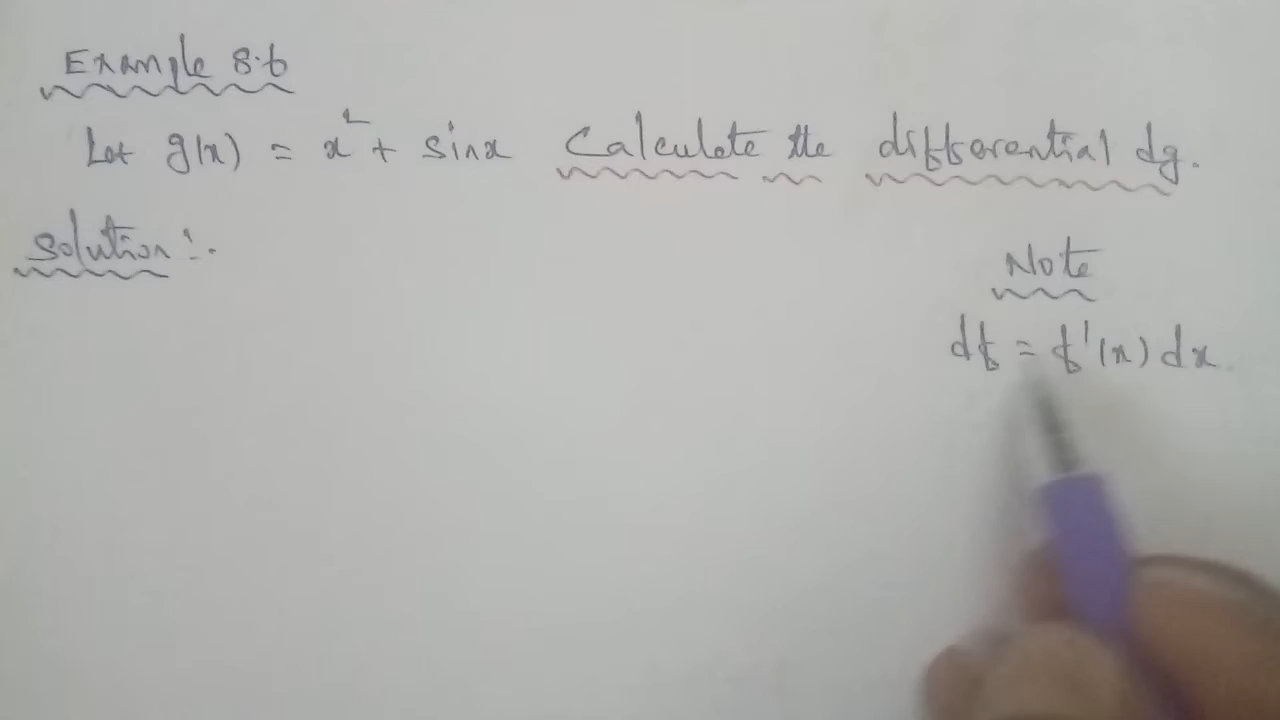 Example 8.6
Let g(x) = x² + sinx Calculate the differential dg.
Solution :.
Note
df = f'(x) dx.